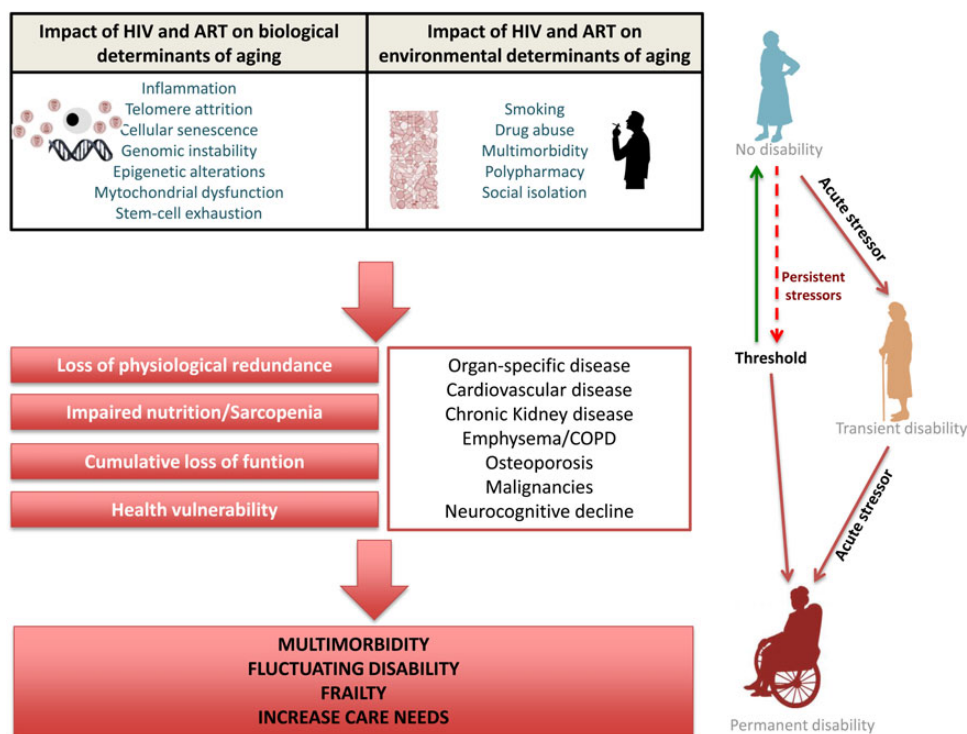 Impact of HIV and ART on biological
determinants of aging
Inflammation
Telomere attrition
Cellular senescence
Genomic instability
Epigenetic alterations
Mytochondrial dysfunction
Stem-cell exhaustion
Impact of HIV and ART on
environmental determinants of aging
Smoking
Drug abuse
Multimorbidity
Polypharmacy
Social isolation
Loss of physiological redundance
Impaired nutrition/Sarcopenia
Cumulative loss of funtion
Health vulnerability
Organ-specific disease
Cardiovascular disease
Chronic Kidney disease
Emphysema/COPD
Osteoporosis
Malignancies
Neurocognitive decline
MULTIMORBIDITY
FLUCTUATING DISABILITY
FRAILTY
INCREASE CARE NEEDS
No disability
Acute stressor
Persistent
stressors
Threshold
Transient disability
Acute stressor
Permanent disability